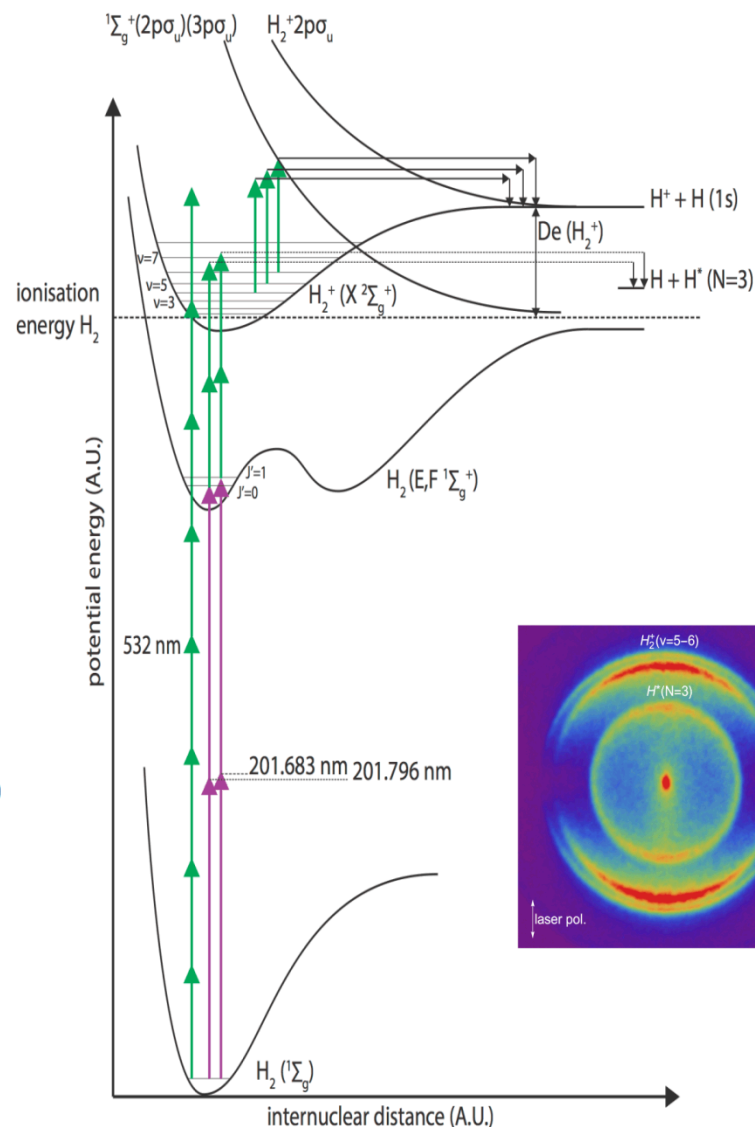 ¹Σg⁺(2pσu)(3pσu) H₂⁺2pσu
H⁺ + H (1s)
De (H₂⁺)
H + H* (N=3)
ν=7
ν=5
ν=3
H₂⁺ (X ²Σg⁺)
ionisation
energy H₂
J'=1
J'=0
H₂ (E,F ¹Σg⁺)
potential energy (A.U.)
532 nm
201.683 nm 201.796 nm
H₂⁺(v=5-6)
H*(N=3)
laser pol.
H₂ (¹Σg)
internuclear distance (A.U.)